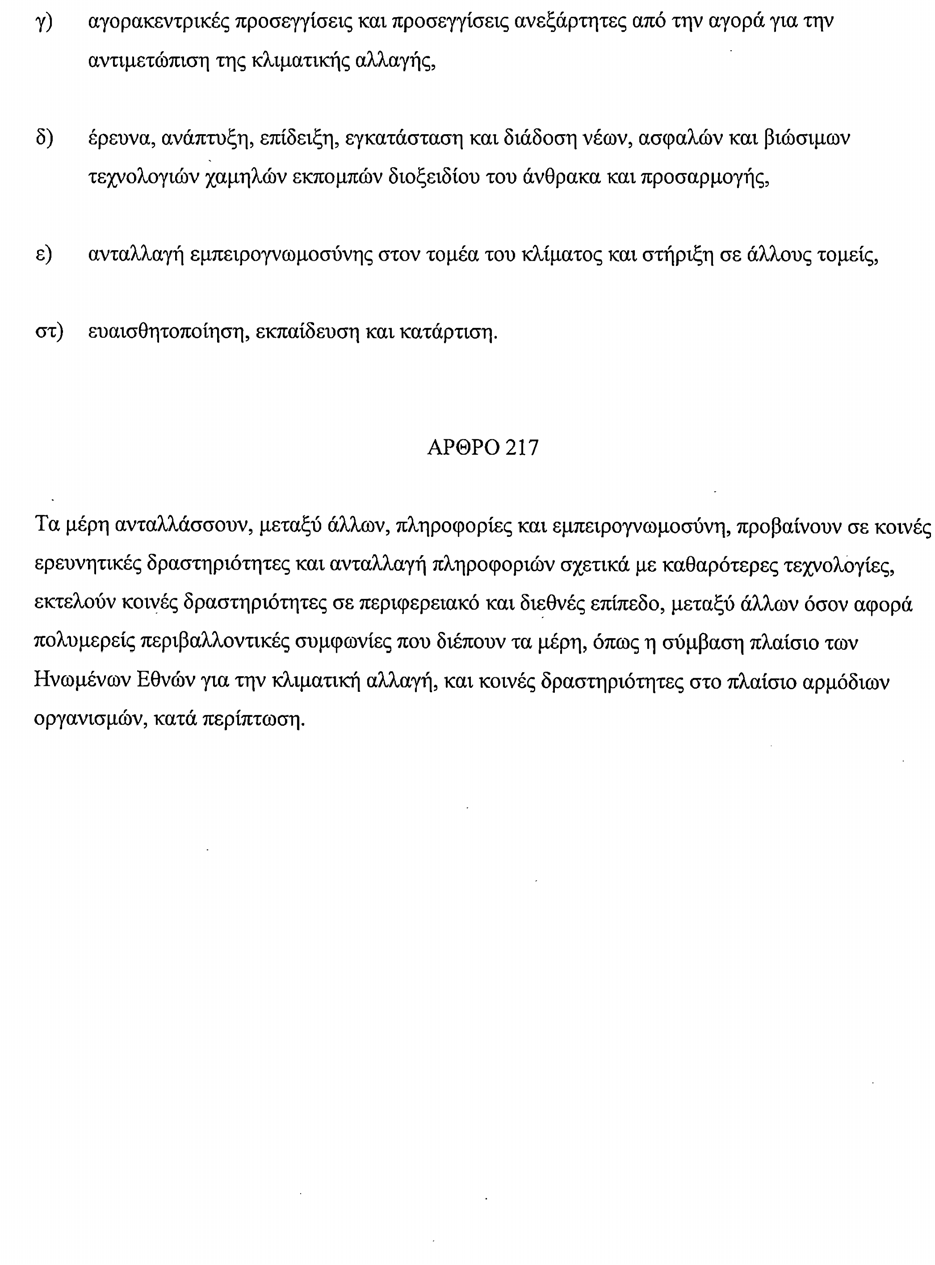 γ) αγορακεντρικές προσεγγίσεις και προσεγγίσεις ανεξάρτητες από την αγορά για την
αντιμετώπιση της κλιματικής αλλαγής,
δ) έρευνα, ανάπτυξη, επίδειξη, εγκατάσταση και διάδοση νέων, ασφαλών και βιώσιμων
τεχνολογιών χαμηλών εκπομπών διοξειδίου του άνθρακα και προσαρμογής,
ε) ανταλλαγή εμπειρογνωμοσύνης στον τομέα του κλίματος και στήριξη σε άλλους τομείς,
στ) ευαισθητοποίηση, εκπαίδευση και κατάρτιση.
ΑΡΘΡΟ 217
Τα μέρη ανταλλάσσουν, μεταξύ άλλων, πληροφορίες και εμπειρογνωμοσύνη, προβαίνουν σε κοινές
ερευνητικές δραστηριότητες και ανταλλαγή πληροφοριών σχετικά με καθαρότερες τεχνολογίες,
εκτελούν κοινές δραστηριότητες σε περιφερειακό και διεθνές επίπεδο, μεταξύ άλλων όσον αφορά
πολυμερείς περιβαλλοντικές συμφωνίες που διέπουν τα μέρη, όπως η σύμβαση πλαίσιο των
Ηνωμένων Εθνών για την κλιματική αλλαγή, και κοινές δραστηριότητες στο πλαίσιο αρμόδιων
οργανισμών, κατά περίπτωση.